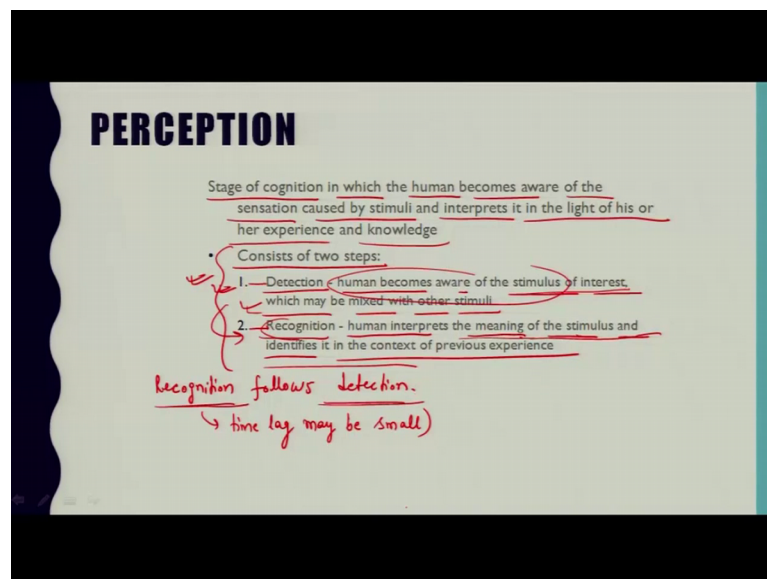 PERCEPTION
Stage of cognition in which the human becomes aware of the
sensation caused by stimuli and interprets it in the light of his or
her experience and knowledge
• Consists of two steps:
1. Detection - human becomes aware of the stimulus of interest,
which may be mixed with other stimuli
2. Recognition - human interprets the meaning of the stimulus and
identifies it in the context of previous experience
Recognition follows detection.
↳ time lag may be small)